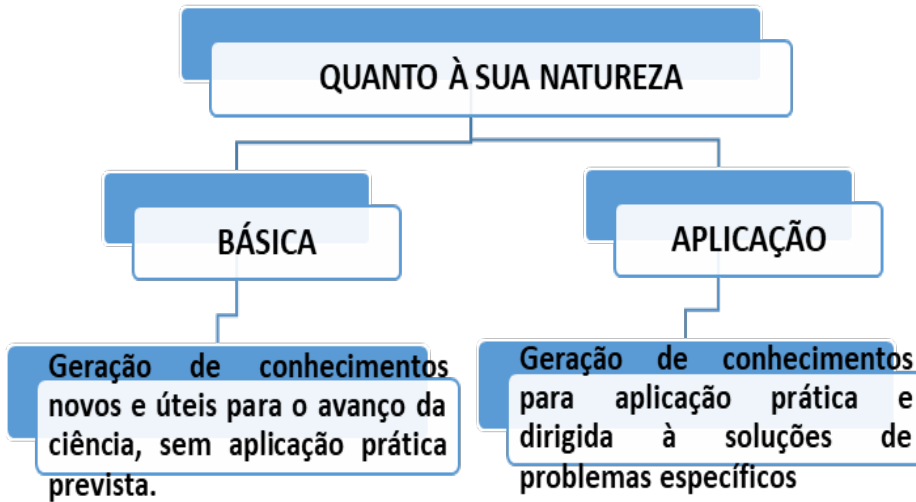 QUANTO À SUA NATUREZA
BÁSICA
APLICAÇÃO
Geração de conhecimentos
novos e úteis para o avanço da
ciência, sem aplicação prática
prevista.
Geração de conhecimentos
para aplicação prática e
dirigida à soluções de
problemas específicos